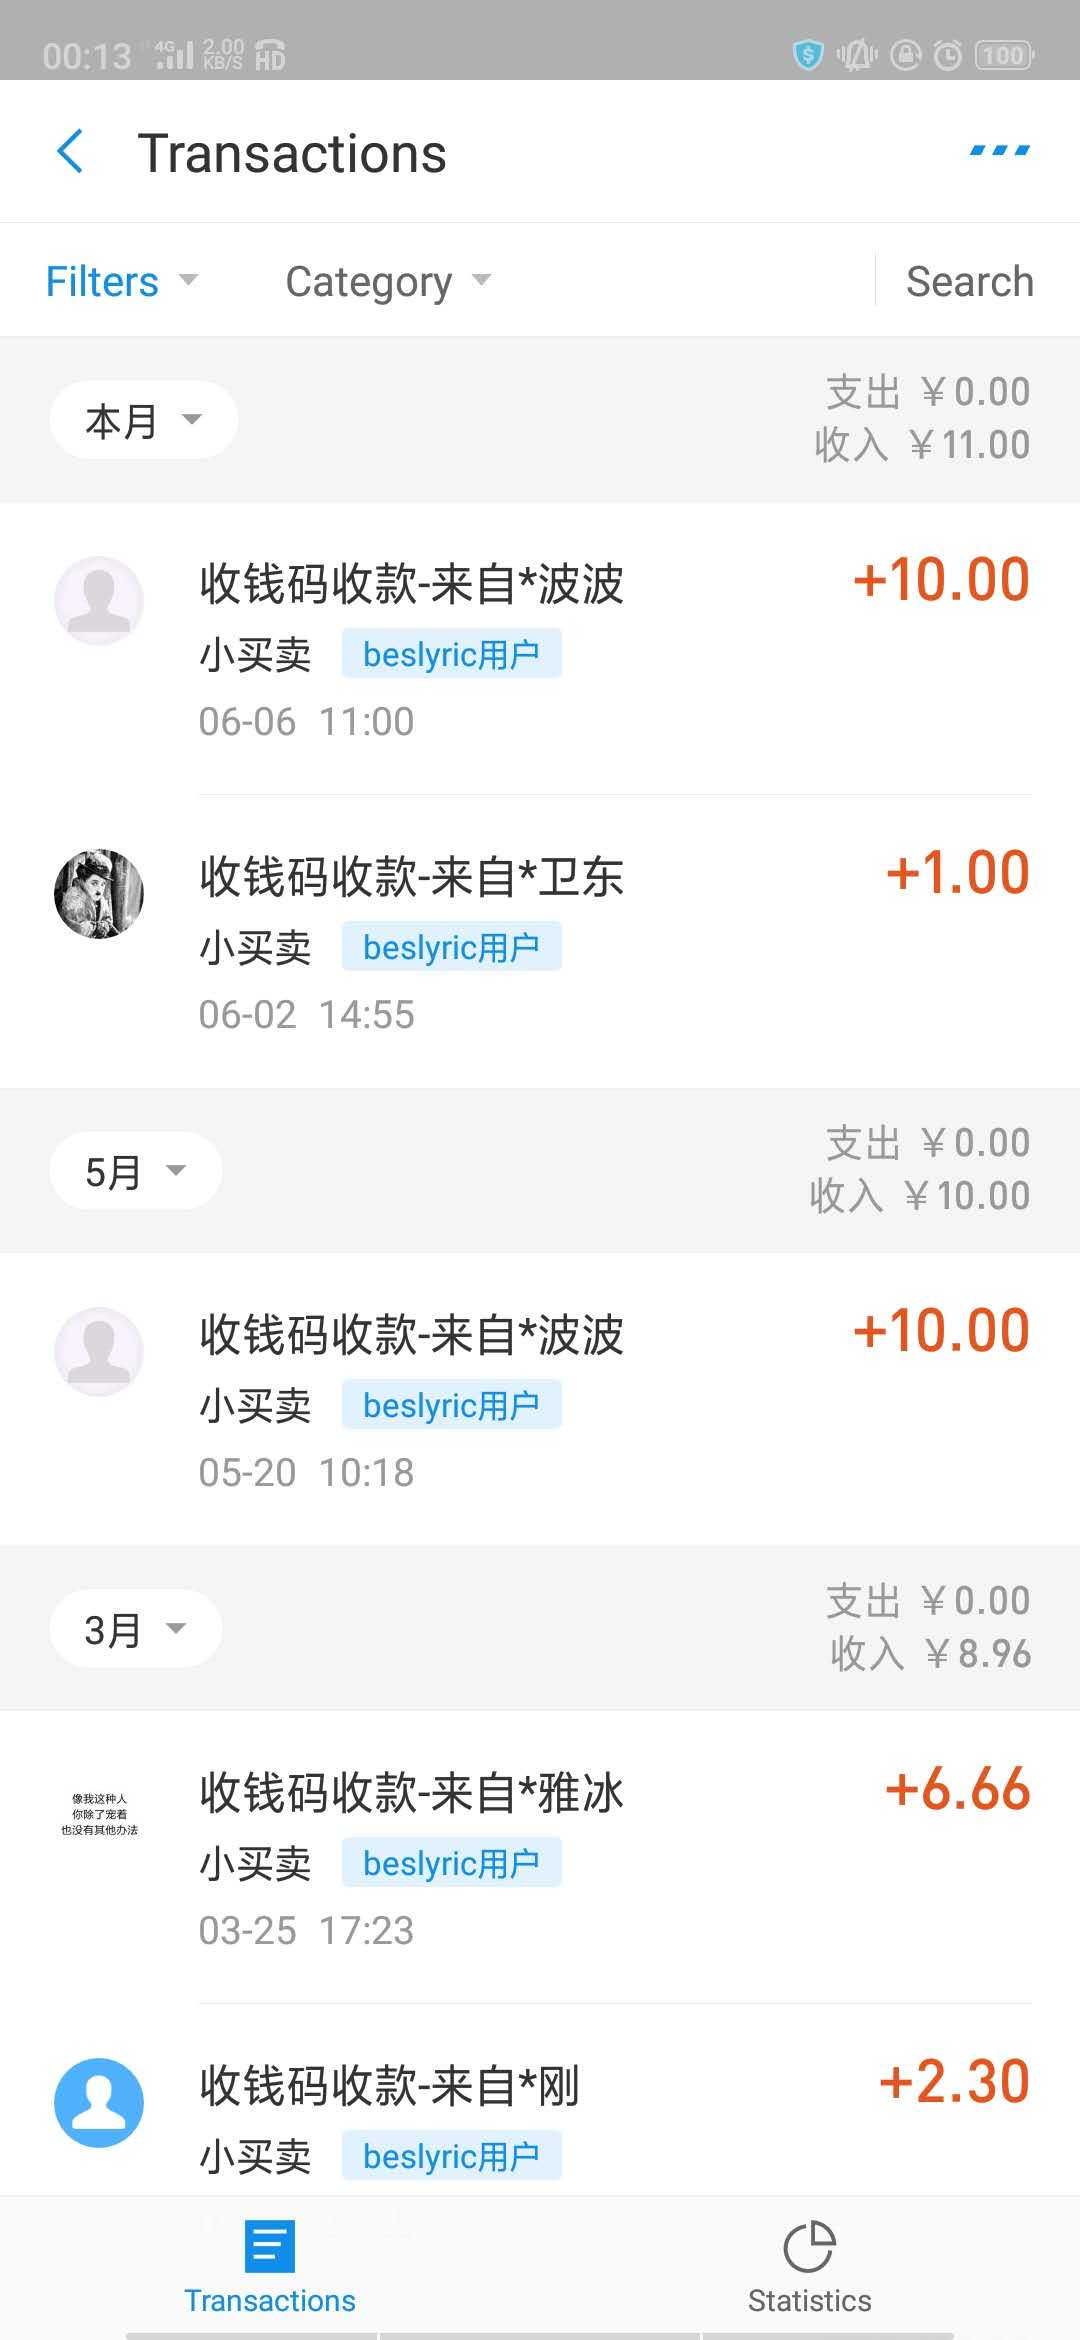 00:13 4G 2.00 KB/S HD 100
Transactions
Filters Category Search
本月 支出 ￥0.00
收入 ￥11.00
收钱码收款-来自*波波 +10.00
小买卖 beslyric用户
06-06 11:00
收钱码收款-来自*卫东 +1.00
小买卖 beslyric用户
06-02 14:55
5月 支出 ￥0.00
收入 ￥10.00
收钱码收款-来自*波波 +10.00
小买卖 beslyric用户
05-20 10:18
3月 支出 ￥0.00
收入 ￥8.96
收钱码收款-来自*雅冰 +6.66
像我这种人
你除了宠着
也没有其他办法
小买卖 beslyric用户
03-25 17:23
收钱码收款-来自*刚 +2.30
小买卖 beslyric用户
Transactions Statistics